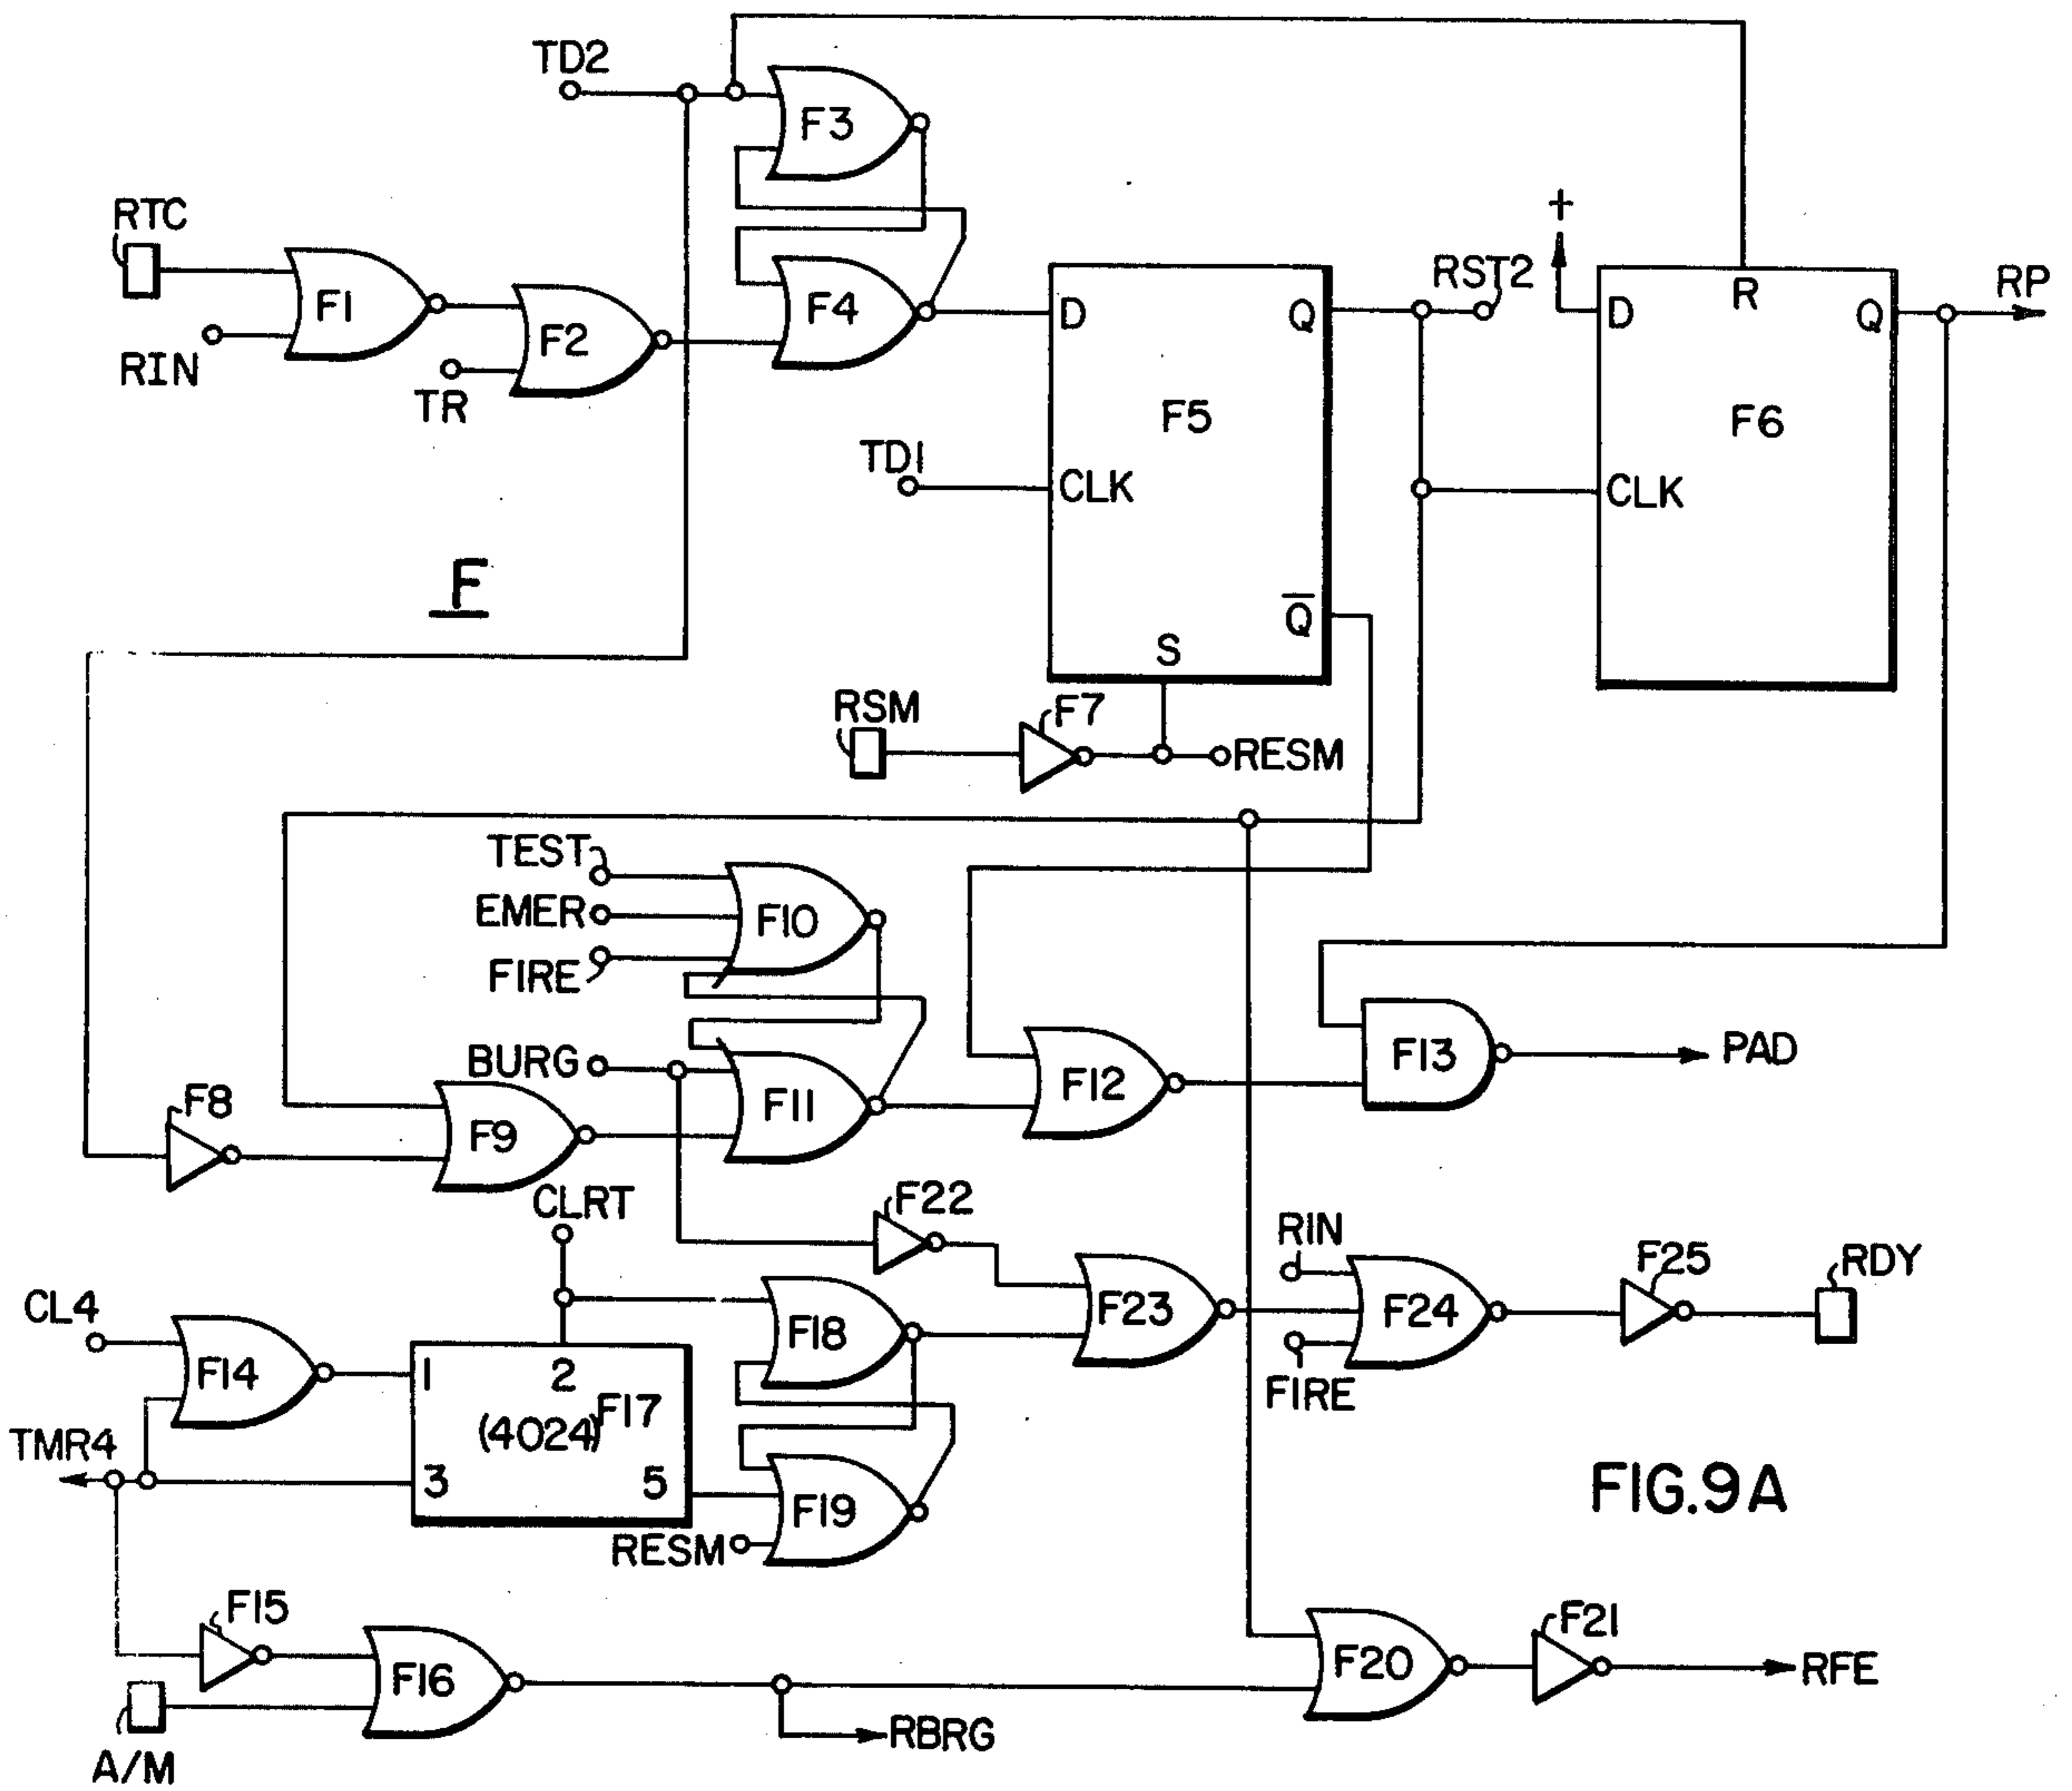 TD2
F3
RTC
F1
RIN
F2
TR
F4
D
Q
RST2
+
D
R
Q
RP
F5
F6
TD1
CLK
CLK
F
Q̅
S
RSM
F7
RESM
TEST
EMER
F10
FIRE
BURG
F11
F12
F13
PAD
F8
F9
CLRT
F22
RIN
F25
RDY
CL4
F14
1
2
F17
(4024)
F18
F23
F24
FIRE
TMR4
3
5
F19
RESM
FIG. 9A
F15
F16
A/M
RBRG
F20
F21
RFE